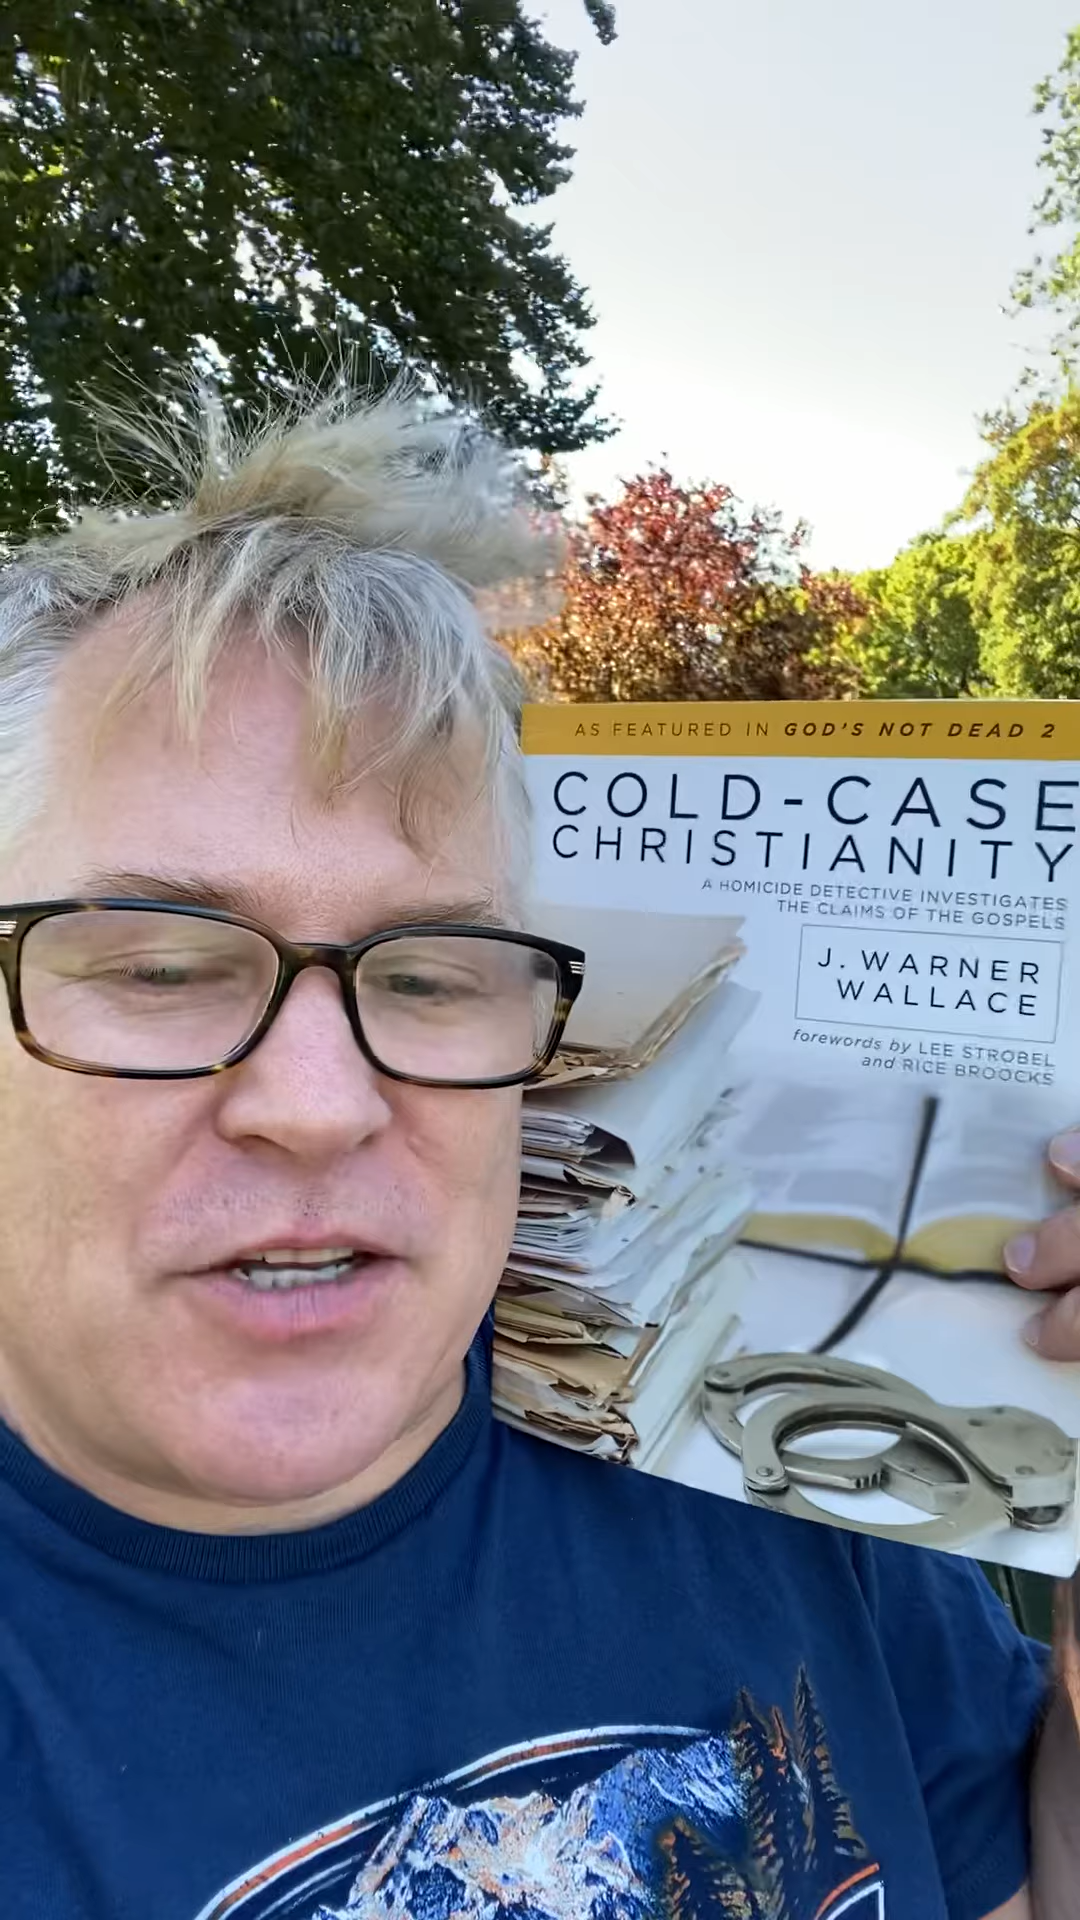 AS FEATURED IN GOD'S NOT DEAD 2
COLD-CASE
CHRISTIANITY
A HOMICIDE DETECTIVE INVESTIGATES
THE CLAIMS OF THE GOSPELS
J. WARNER
WALLACE
forewords by LEE STROBEL
and RICE BROOCKS